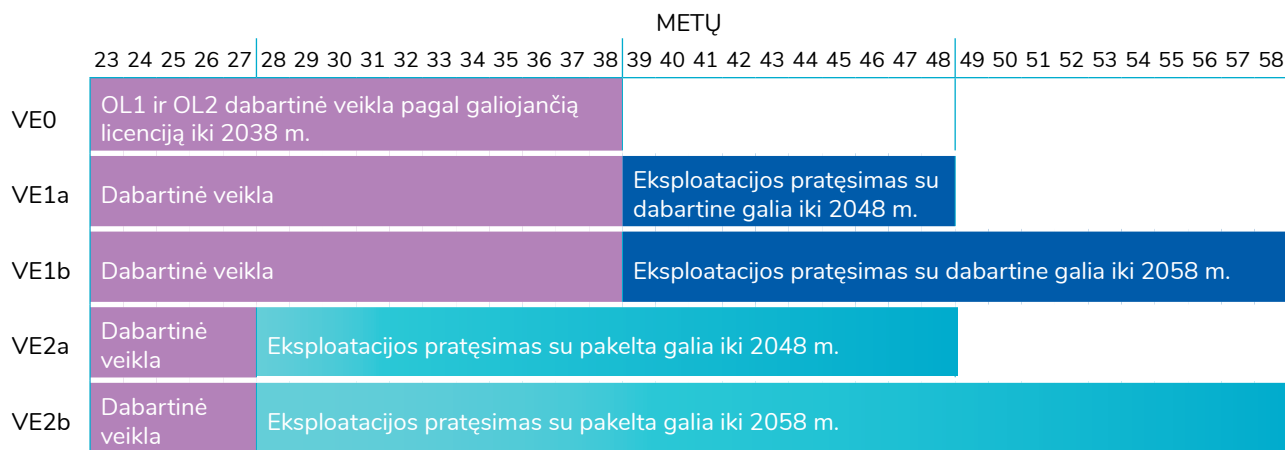 METŲ
23 24 25 26 27 28 29 30 31 32 33 34 35 36 37 38 39 40 41 42 43 44 45 46 47 48 49 50 51 52 53 54 55 56 57 58
VE0
OL1 ir OL2 dabartinė veikla pagal galiojančią
licenciją iki 2038 m.
VE1a
Dabartinė veikla
Eksploatacijos pratęsimas su
dabartine galia iki 2048 m.
VE1b
Dabartinė veikla
Eksploatacijos pratęsimas su dabartine galia iki 2058 m.
VE2a
Dabartinė
veikla
Eksploatacijos pratęsimas su pakelta galia iki 2048 m.
VE2b
Dabartinė
veikla
Eksploatacijos pratęsimas su pakelta galia iki 2058 m.